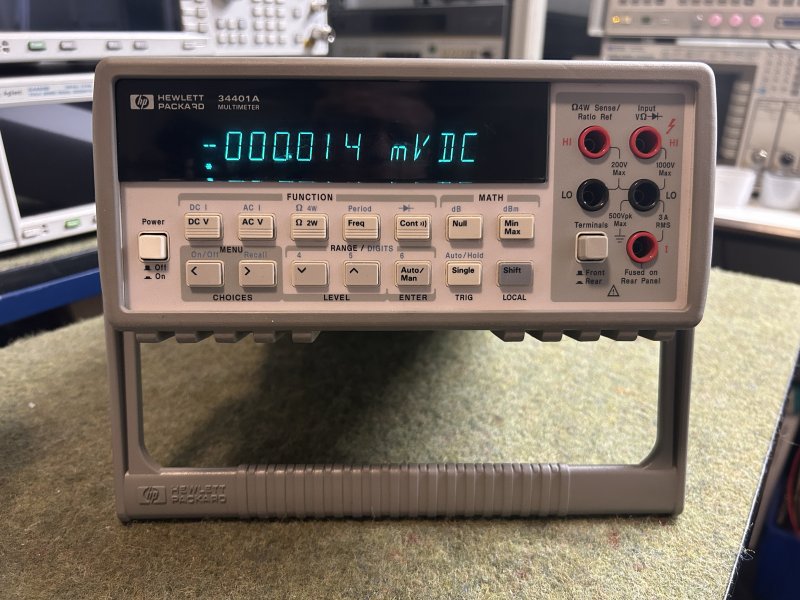 hp HEWLETT PACKARD
34401A MULTIMETER
-000.014 mVDC
FUNCTION
MATH
DC I
AC I
Ω 4W
Period
dB
dBm
DC V
AC V
Ω 2W
Freq
Cont
Null
Min Max
MENU
RANGE / DIGITS
On/Off
Recall
4
5
6
Auto/Hold
<
>
Auto/ Man
Single
Shift
CHOICES
LEVEL
ENTER
TRIG
LOCAL
Power
Off
On
Ω4W Sense/
Ratio Ref
Input
VΩ
HI
HI
200V
Max
1000V
Max
LO
LO
500Vpk
Max
3A
RMS
Terminals
I
Front
Rear
Fused on
Rear Panel
hp HEWLETT
PACKARD